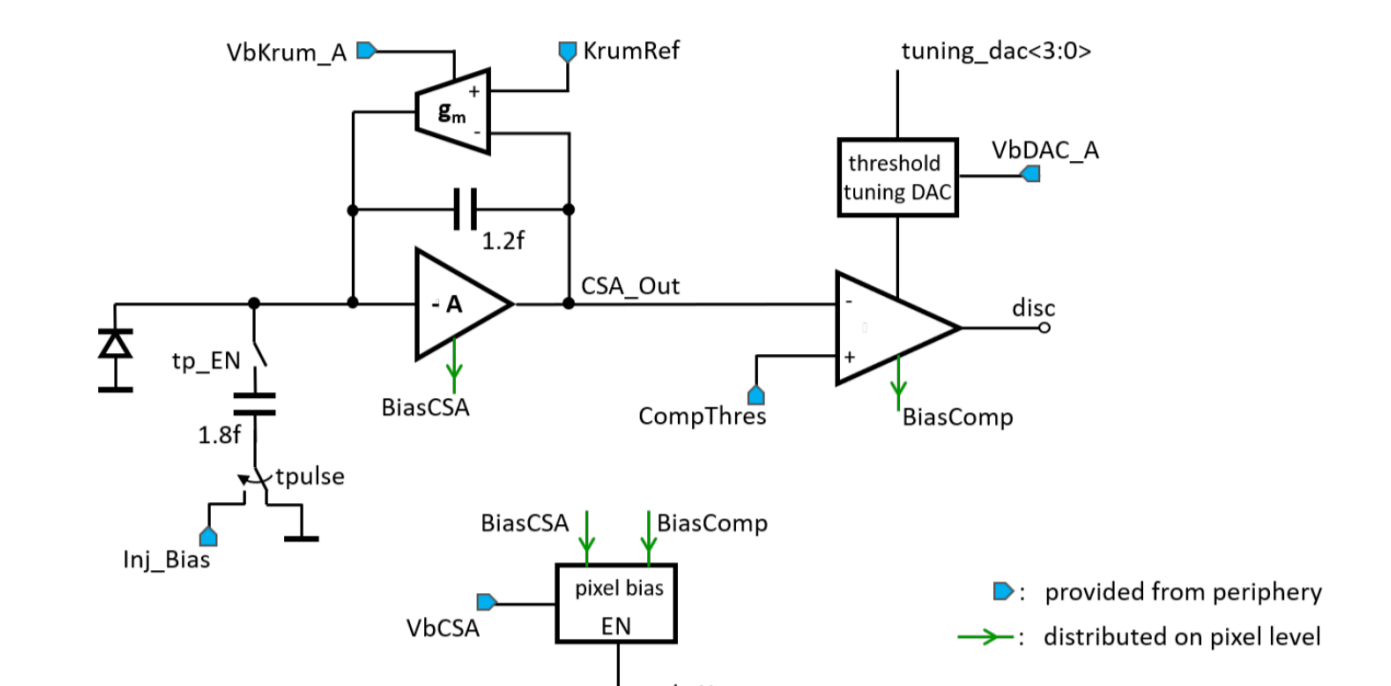 VbKrum_A
KrumRef
tuning_dac<3:0>
+
gm
-
threshold
tuning DAC
VbDAC_A
1.2f
CSA_Out
- A
-
disc
tp_EN
+
BiasCSA
CompThres
BiasComp
1.8f
tpulse
Inj_Bias
BiasCSA
BiasComp
pixel bias
EN
VbCSA
: provided from periphery
: distributed on pixel level